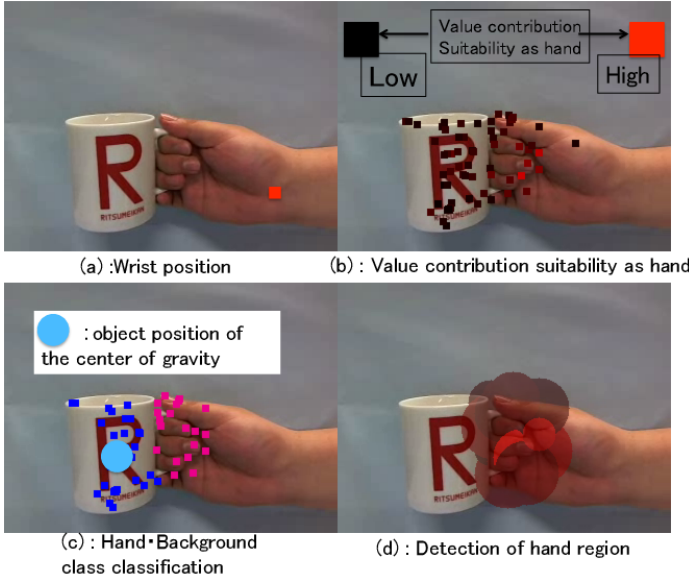 Value contribution
Suitability as hand
Low
High
R
RITSUMEIKAN
R
(a) :Wrist position
(b) : Value contribution suitability as hand
: object position of
the center of gravity
R
R
RITSUMEIKAN
(c) : Hand・Background
class classification
(d) : Detection of hand region